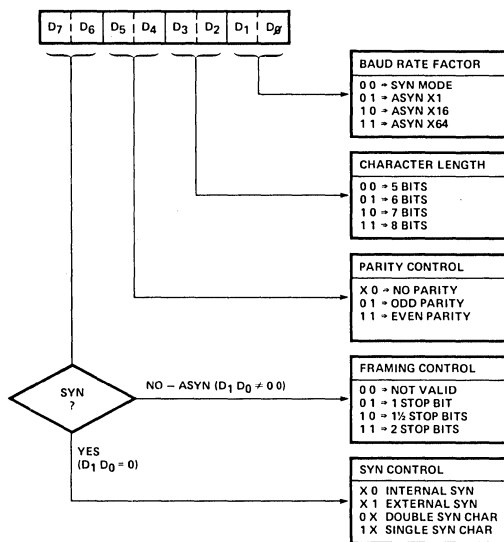 D7 D6 D5 D4 D3 D2 D1 DØ
BAUD RATE FACTOR
0 0 → SYN MODE
0 1 → ASYN X1
1 0 → ASYN X16
1 1 → ASYN X64
CHARACTER LENGTH
0 0 → 5 BITS
0 1 → 6 BITS
1 0 → 7 BITS
1 1 → 8 BITS
PARITY CONTROL
X 0 → NO PARITY
0 1 → ODD PARITY
1 1 → EVEN PARITY
SYN
?
NO – ASYN (D1 D0 ≠ 0 0)
FRAMING CONTROL
0 0 → NOT VALID
0 1 → 1 STOP BIT
1 0 → 1½ STOP BITS
1 1 → 2 STOP BITS
YES
(D1 D0 = 0)
SYN CONTROL
X 0 INTERNAL SYN
X 1 EXTERNAL SYN
0 X DOUBLE SYN CHAR
1 X SINGLE SYN CHAR